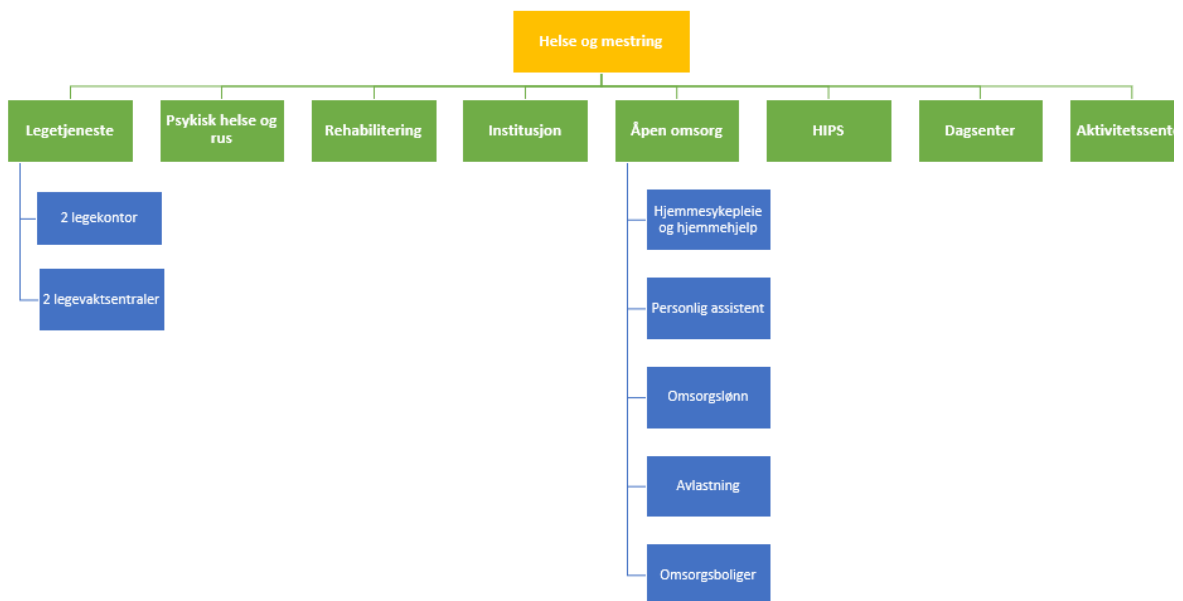 Helse og mestring
Legetjeneste
Psykisk helse og
rus
Rehabilitering
Institusjon
Åpen omsorg
HIPS
Dagsenter
Aktivitetssente
2 legekontor
2 legevaktsentraler
Hjemmesykepleie
og hjemmehjelp
Personlig assistent
Omsorgslønn
Avlastning
Omsorgsboliger